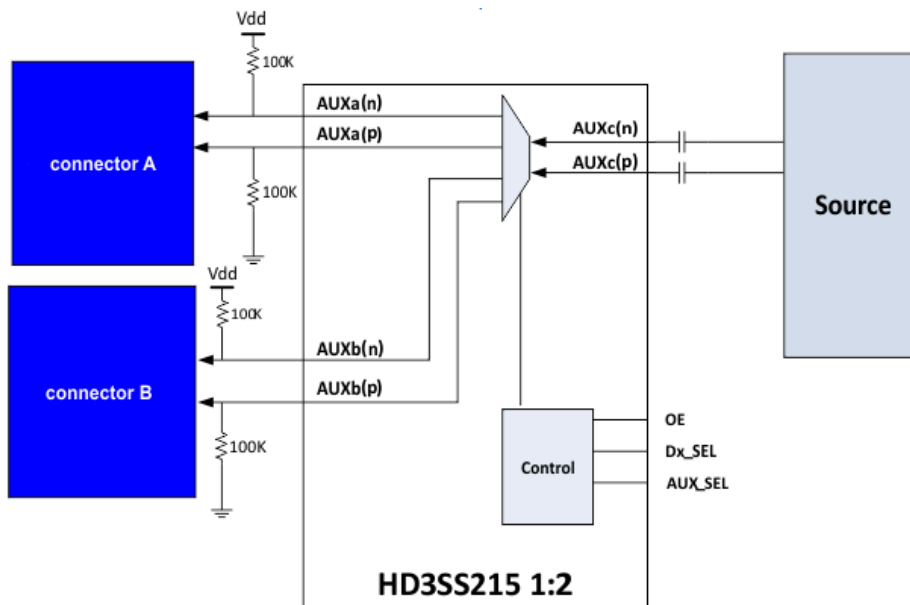 Vdd
100K
AUXa(n)
AUXa(p)
AUXc(n)
AUXc(p)
connector A
100K
Source
Vdd
100K
AUXb(n)
AUXb(p)
connector B
100K
OE
Dx_SEL
AUX_SEL
Control
HD3SS215 1:2